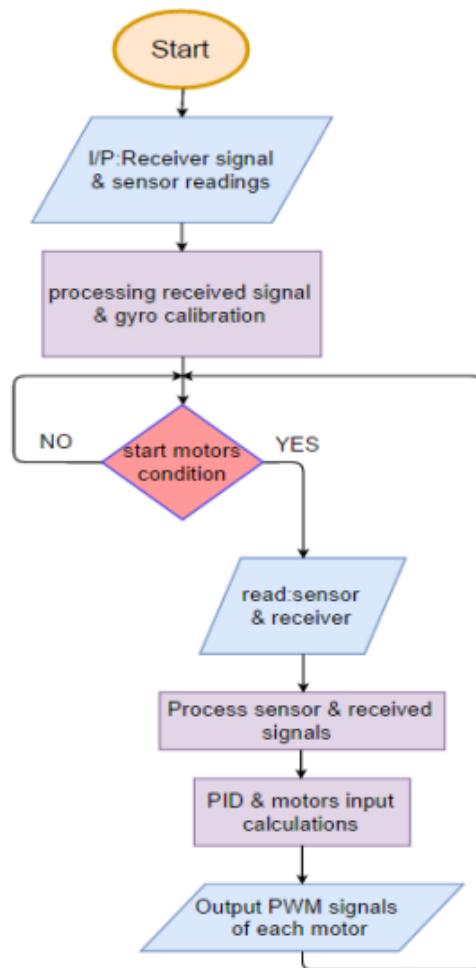 Start
I/P:Receiver signal
& sensor readings
processing received signal
& gyro calibration
NO
YES
start motors
condition
read:sensor
& receiver
Process sensor & received
signals
PID & motors input
calculations
Output PWM signals
of each motor